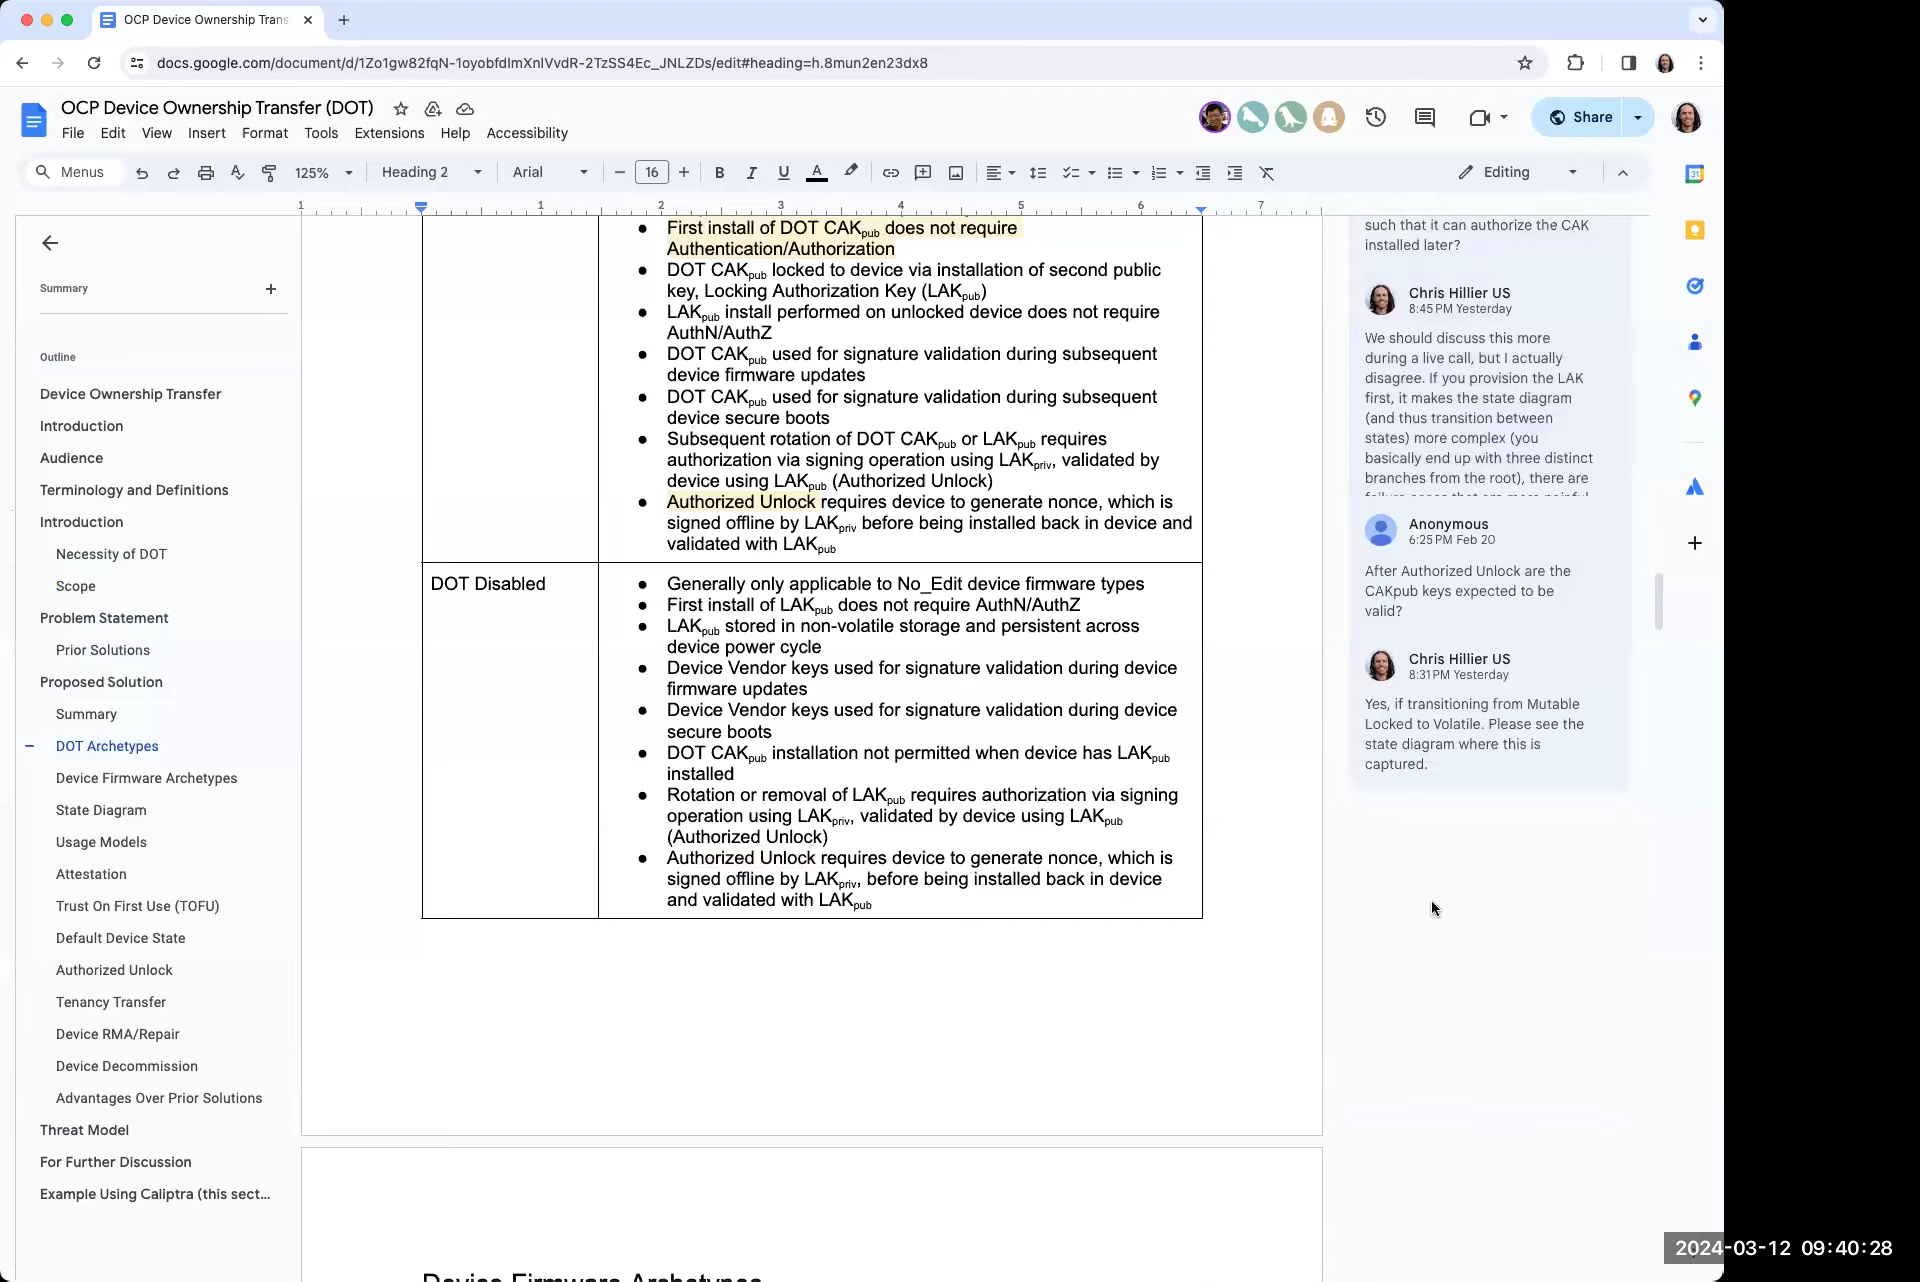 OCP Device Ownership Trans
docs.google.com/document/d/1Zo1gw82fqN-1oyobfdImXnlVvdR-2TzSS4Ec_JNLZDs/edit#heading=h.8mun2en23dx8
OCP Device Ownership Transfer (DOT)
File Edit View Insert Format Tools Extensions Help Accessibility
Share
Menus 125% Heading 2 Arial 16 B I U A Editing
31
1 1 2 3 4 5 6 7
Summary
Outline
Device Ownership Transfer
Introduction
Audience
Terminology and Definitions
Introduction
Necessity of DOT
Scope
Problem Statement
Prior Solutions
Proposed Solution
Summary
DOT Archetypes
Device Firmware Archetypes
State Diagram
Usage Models
Attestation
Trust On First Use (TOFU)
Default Device State
Authorized Unlock
Tenancy Transfer
Device RMA/Repair
Device Decommission
Advantages Over Prior Solutions
Threat Model
For Further Discussion
Example Using Caliptra (this sect...
● First install of DOT CAKpub does not require
Authentication/Authorization
● DOT CAKpub locked to device via installation of second public
key, Locking Authorization Key (LAKpub)
● LAKpub install performed on unlocked device does not require
AuthN/AuthZ
● DOT CAKpub used for signature validation during subsequent
device firmware updates
● DOT CAKpub used for signature validation during subsequent
device secure boots
● Subsequent rotation of DOT CAKpub or LAKpub requires
authorization via signing operation using LAKpriv, validated by
device using LAKpub (Authorized Unlock)
● Authorized Unlock requires device to generate nonce, which is
signed offline by LAKpriv before being installed back in device and
validated with LAKpub
DOT Disabled
● Generally only applicable to No_Edit device firmware types
● First install of LAKpub does not require AuthN/AuthZ
● LAKpub stored in non-volatile storage and persistent across
device power cycle
● Device Vendor keys used for signature validation during device
firmware updates
● Device Vendor keys used for signature validation during device
secure boots
● DOT CAKpub installation not permitted when device has LAKpub
installed
● Rotation or removal of LAKpub requires authorization via signing
operation using LAKpriv, validated by device using LAKpub
(Authorized Unlock)
● Authorized Unlock requires device to generate nonce, which is
signed offline by LAKpriv, before being installed back in device
and validated with LAKpub
Device Firmware Archetypes
such that it can authorize the CAK
installed later?
Chris Hillier US
8:45 PM Yesterday
We should discuss this more
during a live call, but I actually
disagree. If you provision the LAK
first, it makes the state diagram
(and thus transition between
states) more complex (you
basically end up with three distinct
branches from the root), there are
failure cases that are more painful
Anonymous
6:25 PM Feb 20
After Authorized Unlock are the
CAKpub keys expected to be
valid?
Chris Hillier US
8:31 PM Yesterday
Yes, if transitioning from Mutable
Locked to Volatile. Please see the
state diagram where this is
captured.
2024-03-12 09:40:28